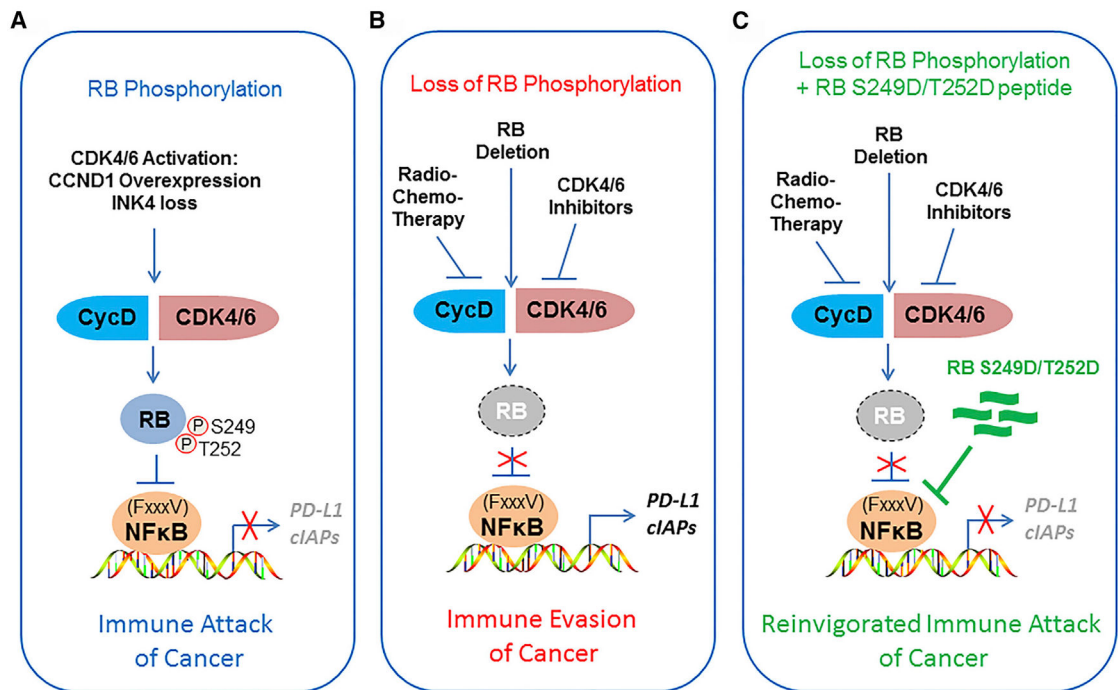 A
RB Phosphorylation
CDK4/6 Activation:
CCND1 Overexpression
INK4 loss
CycD
CDK4/6
RB
P
S249
P
T252
(FxxxV)
NFκB
PD-L1
cIAPs
Immune Attack
of Cancer
B
Loss of RB Phosphorylation
RB
Deletion
Radio-
Chemo-
Therapy
CDK4/6
Inhibitors
CycD
CDK4/6
RB
(FxxxV)
NFκB
PD-L1
cIAPs
Immune Evasion
of Cancer
C
Loss of RB Phosphorylation
+ RB S249D/T252D peptide
RB
Deletion
Radio-
Chemo-
Therapy
CDK4/6
Inhibitors
CycD
CDK4/6
RB S249D/T252D
RB
(FxxxV)
NFκB
PD-L1
cIAPs
Reinvigorated Immune Attack
of Cancer